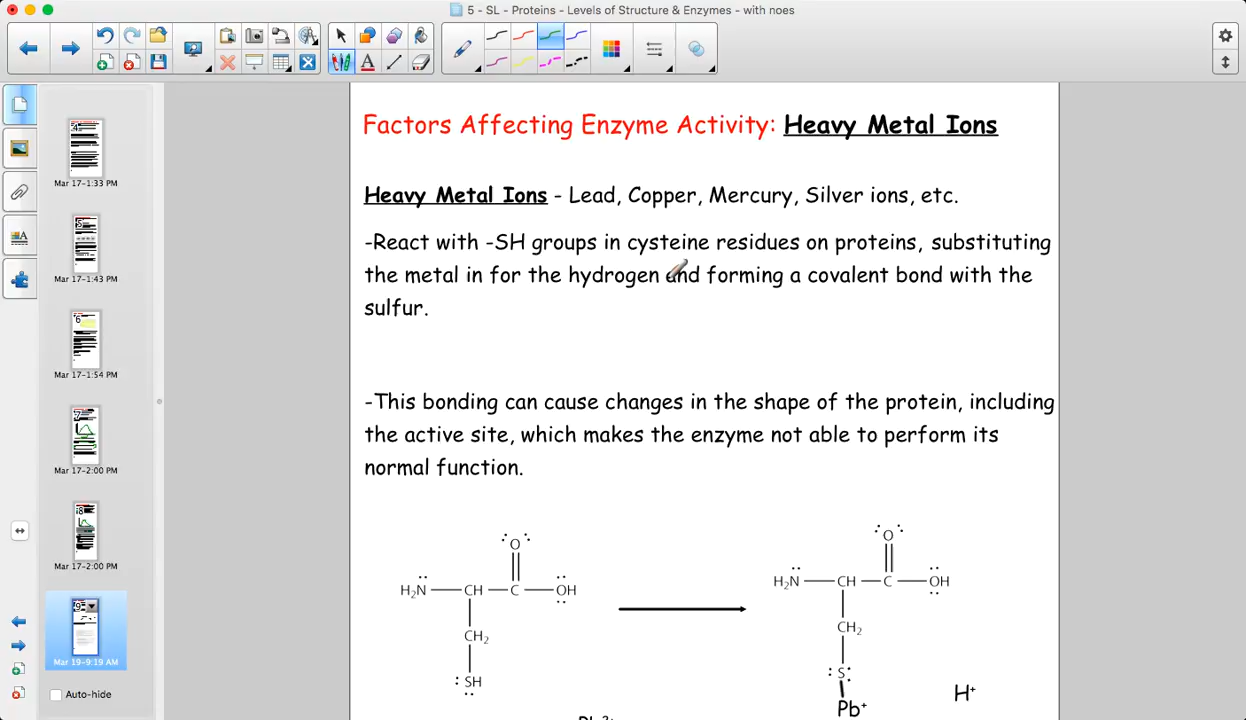 5 - SL - Proteins - Levels of Structure & Enzymes - with noes
Mar 17-1:33 PM
Mar 17-1:43 PM
Mar 17-1:54 PM
Mar 17-2:00 PM
Mar 17-2:00 PM
Mar 19-9:19 AM
Auto-hide
Factors Affecting Enzyme Activity: Heavy Metal Ions
Heavy Metal Ions - Lead, Copper, Mercury, Silver ions, etc.
-React with -SH groups in cysteine residues on proteins, substituting
the metal in for the hydrogen and forming a covalent bond with the
sulfur.
-This bonding can cause changes in the shape of the protein, including
the active site, which makes the enzyme not able to perform its
normal function.
O
H₂N CH C OH
CH₂
SH
O
H₂N CH C OH
CH₂
S
Pb⁺
H⁺